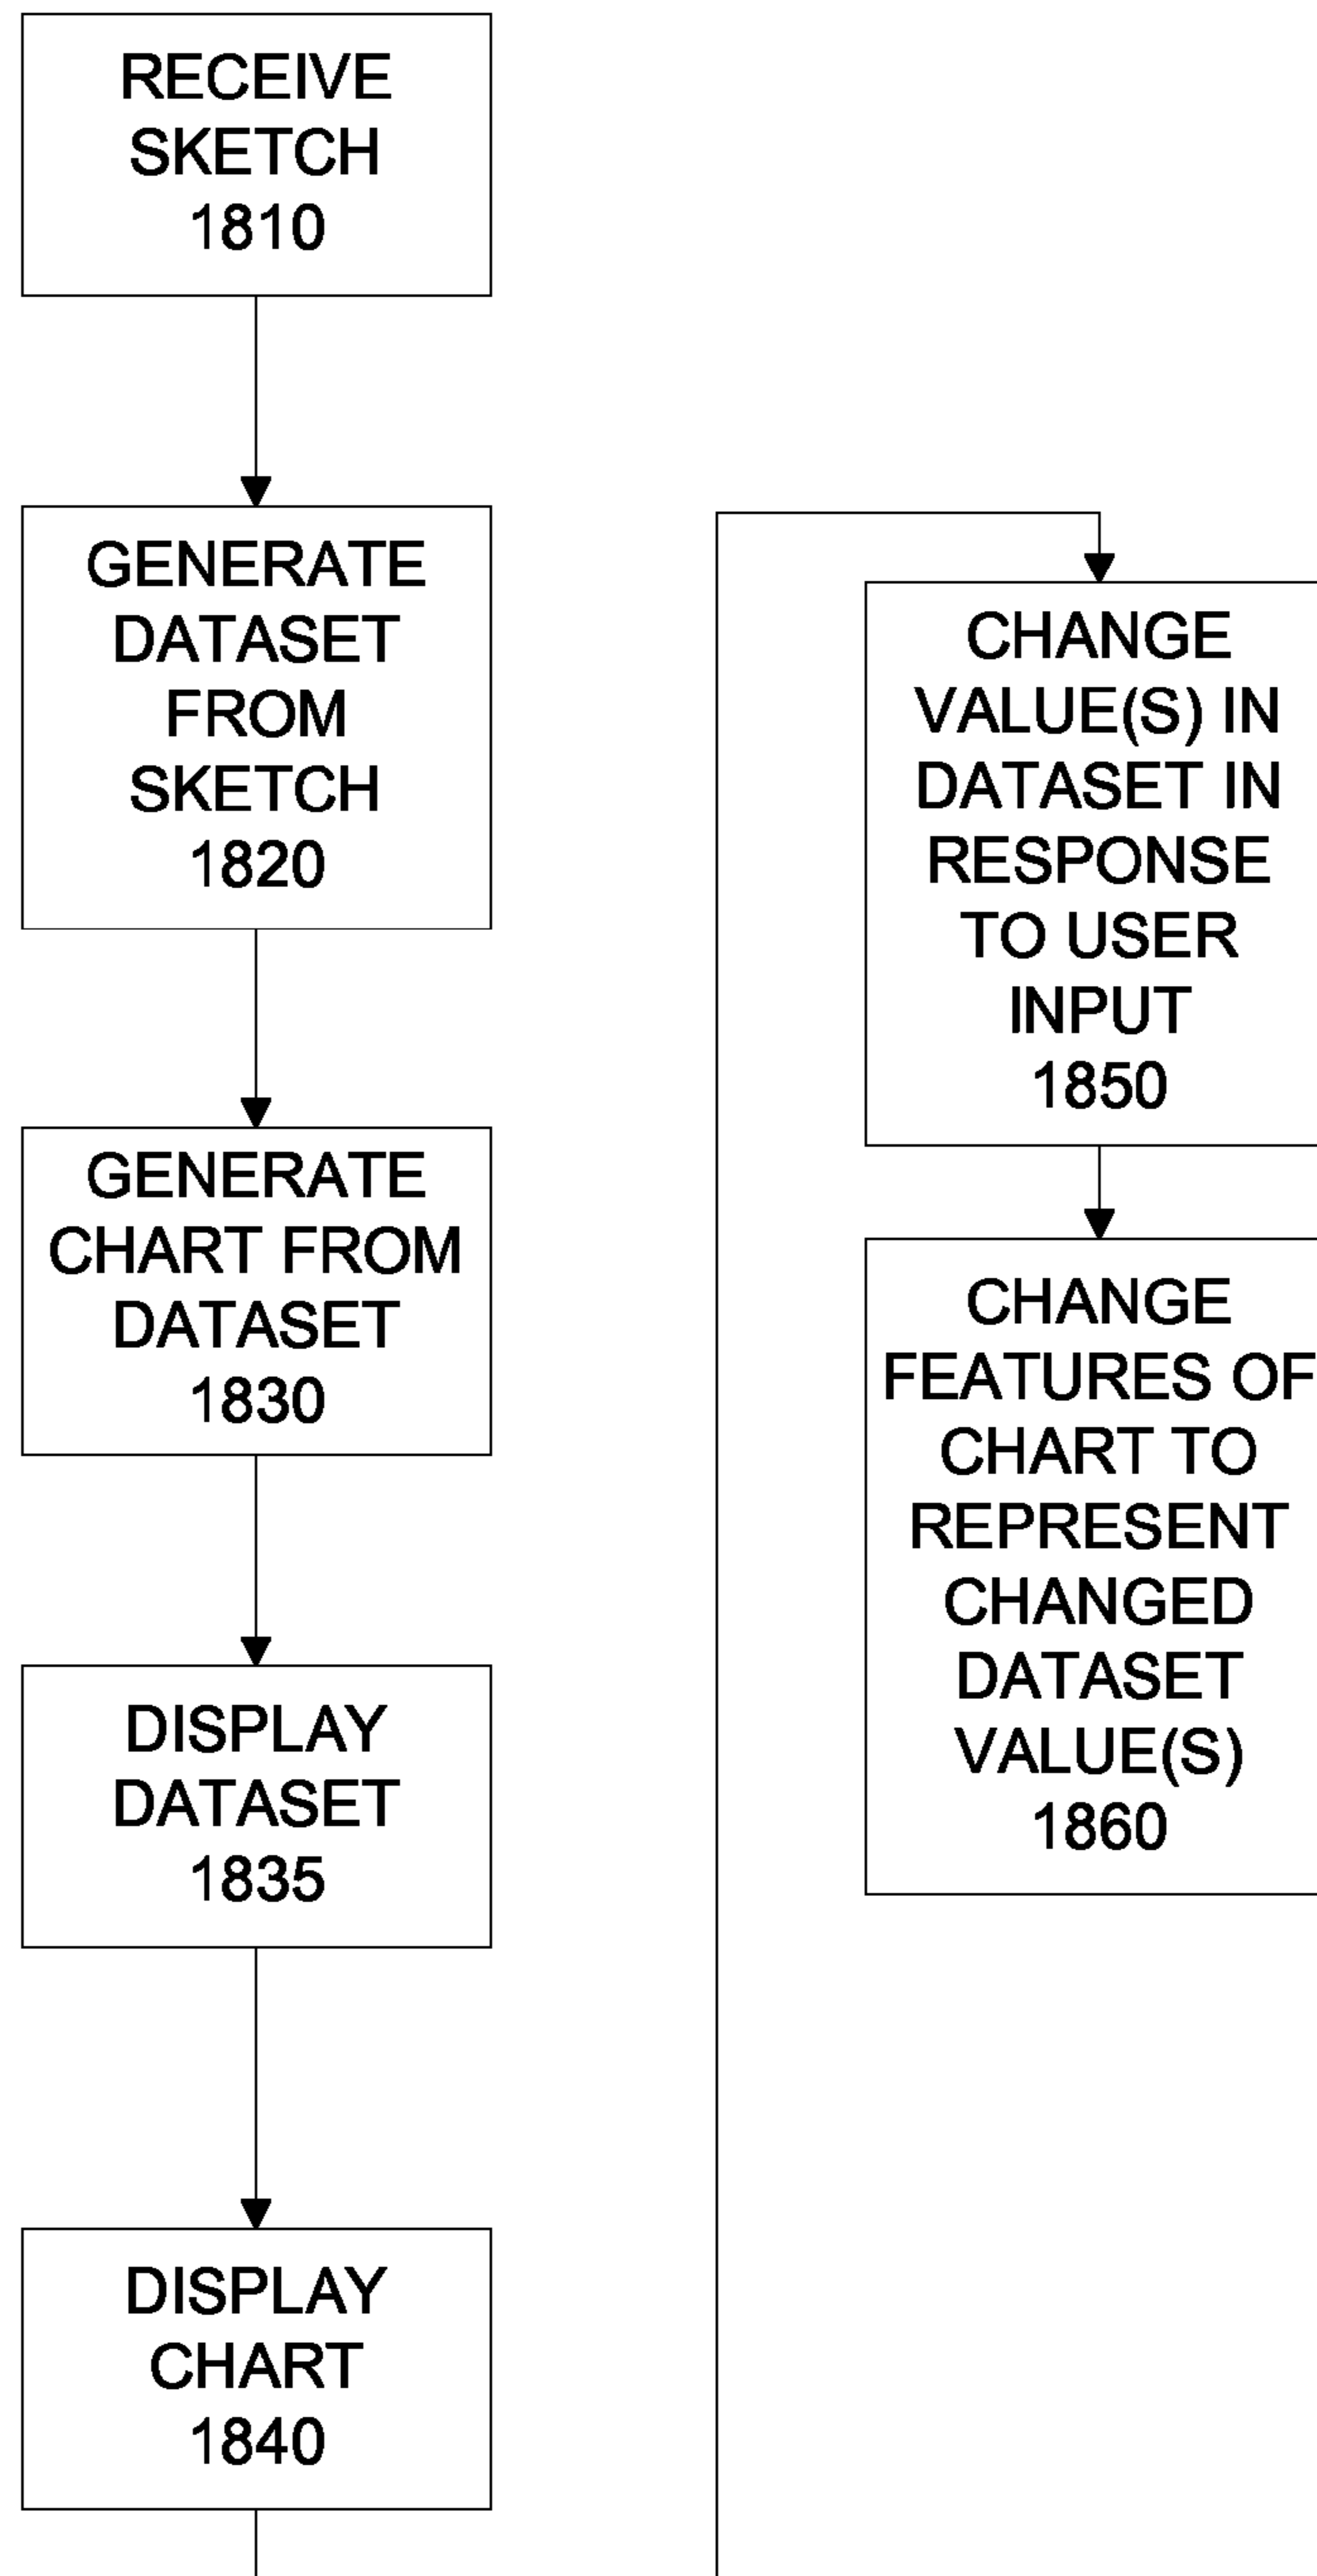 RECEIVE
SKETCH
1810
GENERATE
DATASET
FROM
SKETCH
1820
GENERATE
CHART FROM
DATASET
1830
DISPLAY
DATASET
1835
DISPLAY
CHART
1840
CHANGE
VALUE(S) IN
DATASET IN
RESPONSE
TO USER
INPUT
1850
CHANGE
FEATURES OF
CHART TO
REPRESENT
CHANGED
DATASET
VALUE(S)
1860